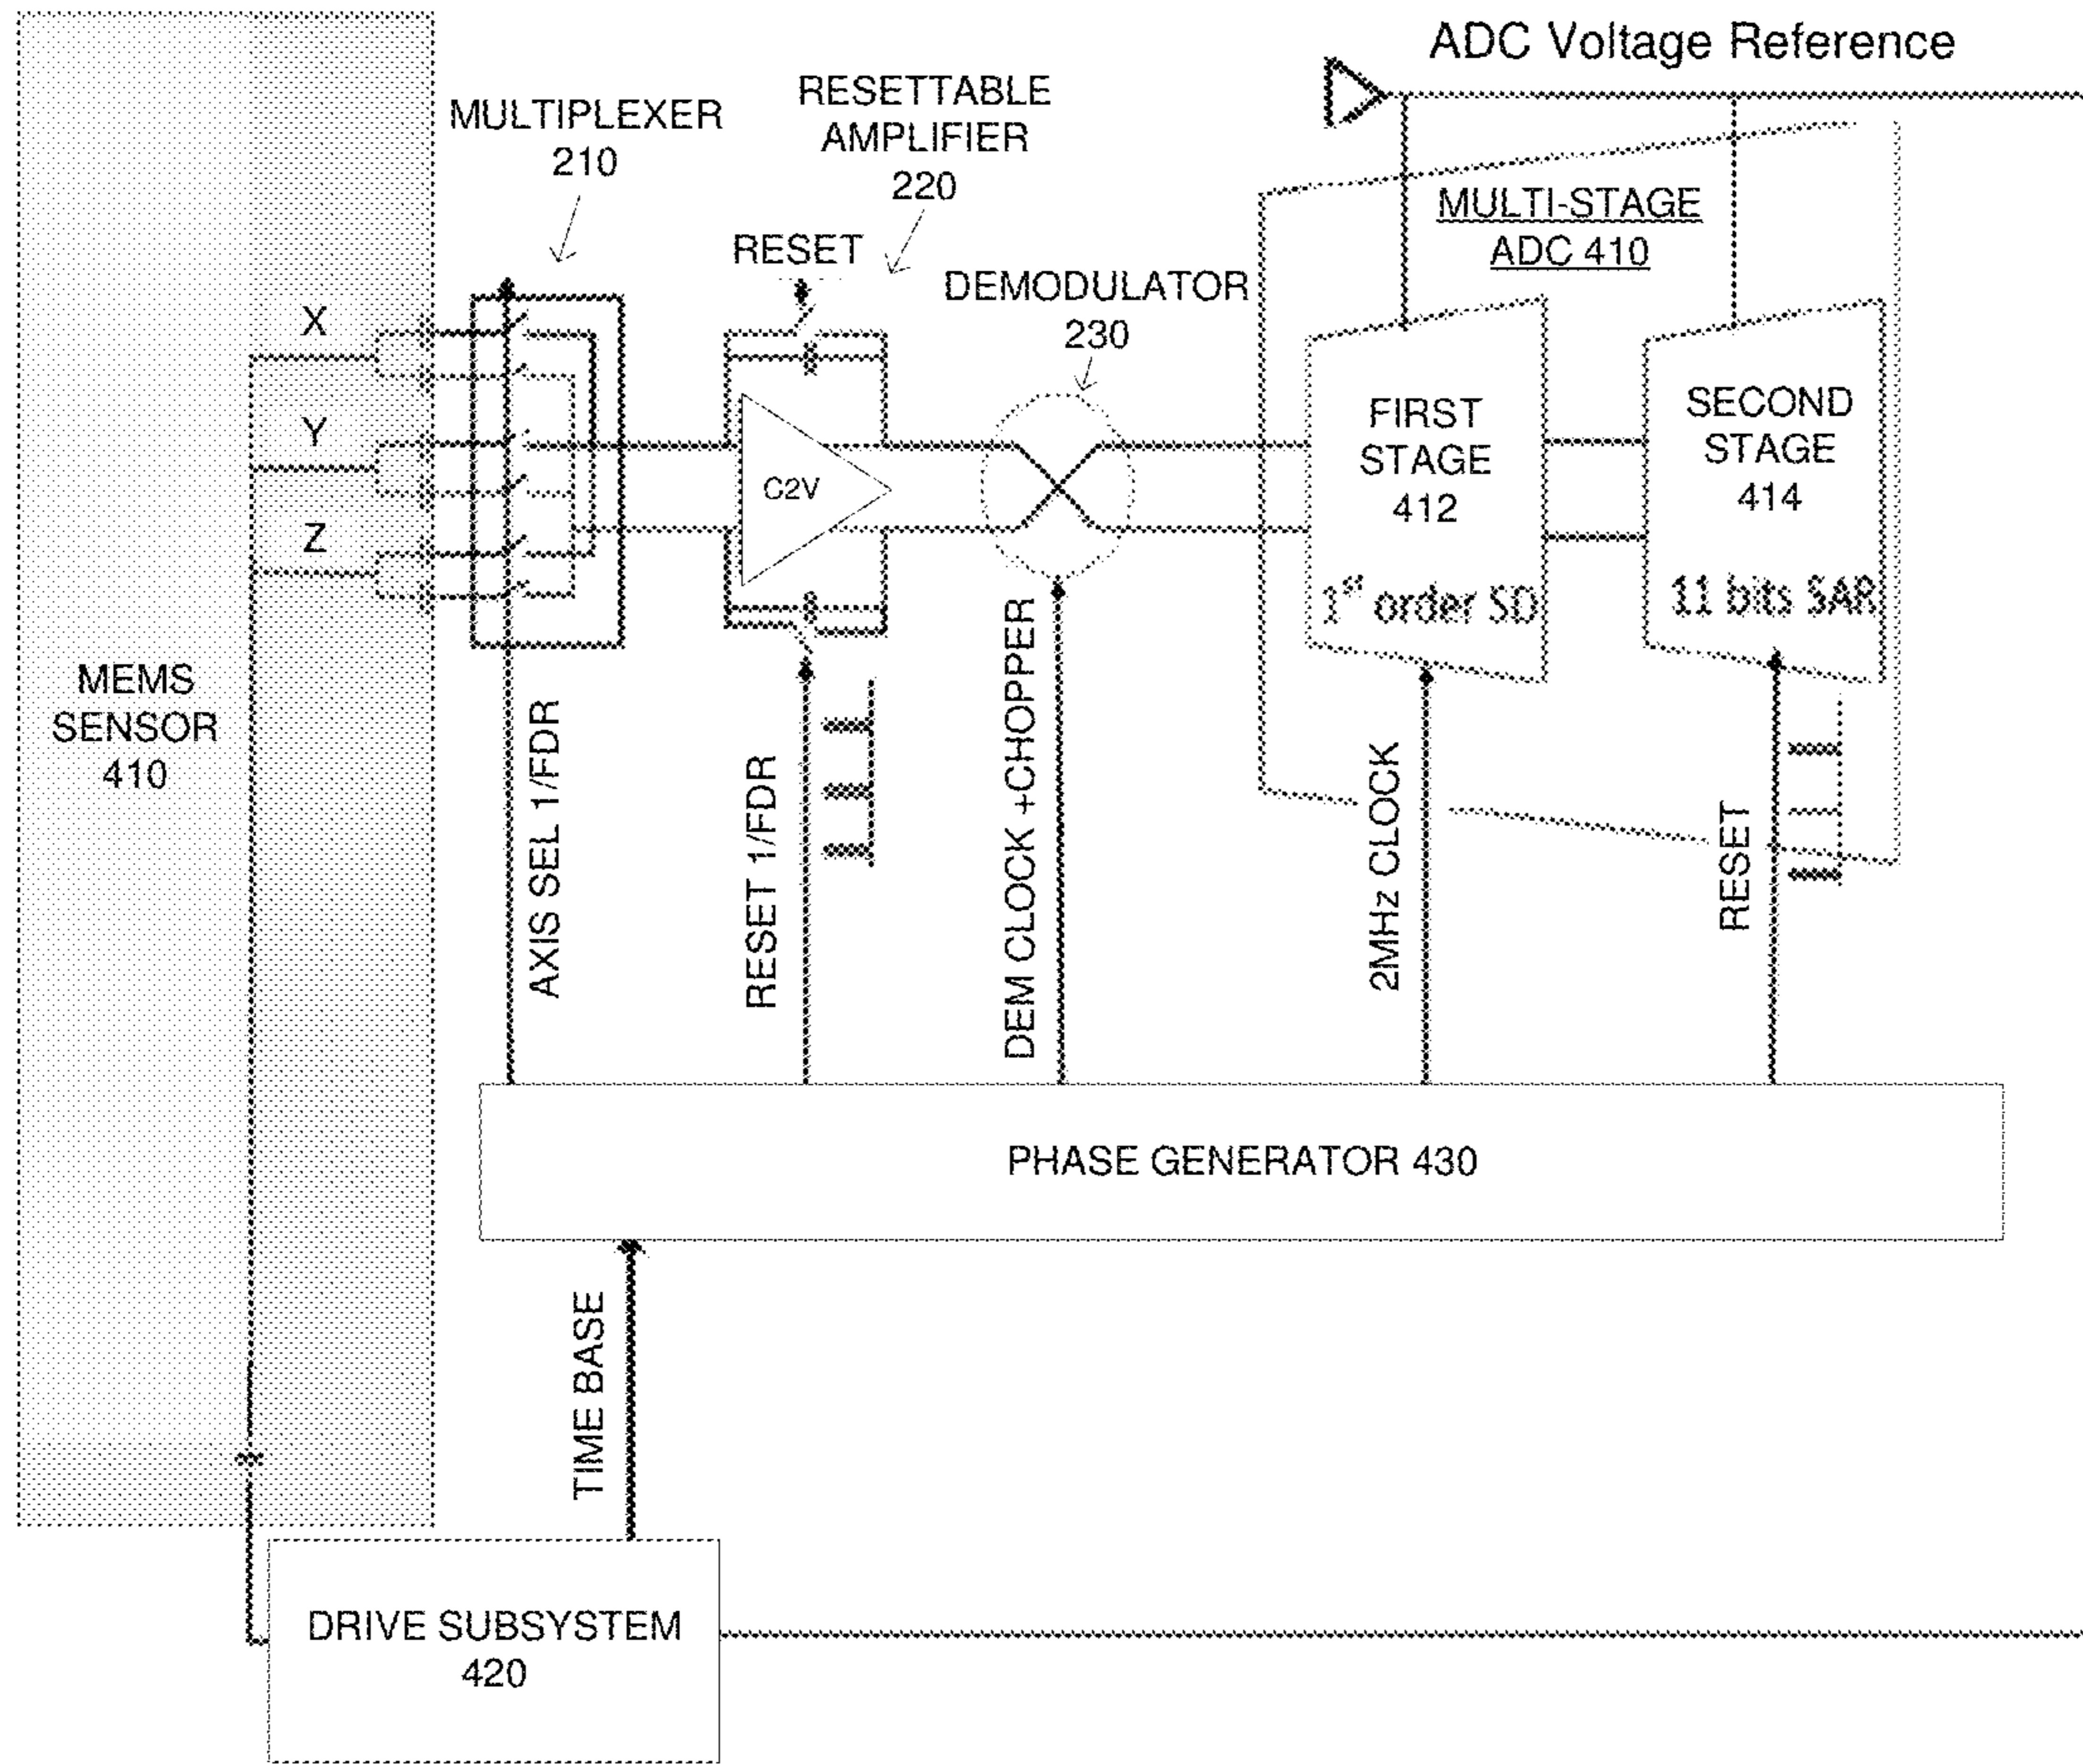 ADC Voltage Reference
MULTIPLEXER
210
RESETTABLE
AMPLIFIER
220
RESET
DEMODULATOR
230
MULTI-STAGE
ADC 410
X
Y
Z
C2V
FIRST
STAGE
412
1st order SD
SECOND
STAGE
414
11 bits SAR
MEMS
SENSOR
410
AXIS SEL 1/FDR
RESET 1/FDR
DEM CLOCK +CHOPPER
2MHz CLOCK
RESET
PHASE GENERATOR 430
TIME BASE
DRIVE SUBSYSTEM
420